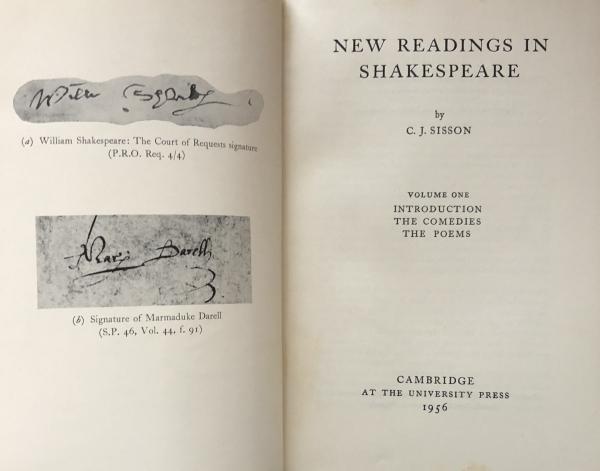 (a) William Shakespeare: The Court of Requests signature
(P.R.O. Req. 4/4)
(b) Signature of Marmaduke Darell
(S.P. 46, Vol. 44, f. 91)
NEW READINGS IN
SHAKESPEARE
by
C. J. SISSON
VOLUME ONE
INTRODUCTION
THE COMEDIES
THE POEMS
CAMBRIDGE
AT THE UNIVERSITY PRESS
1956